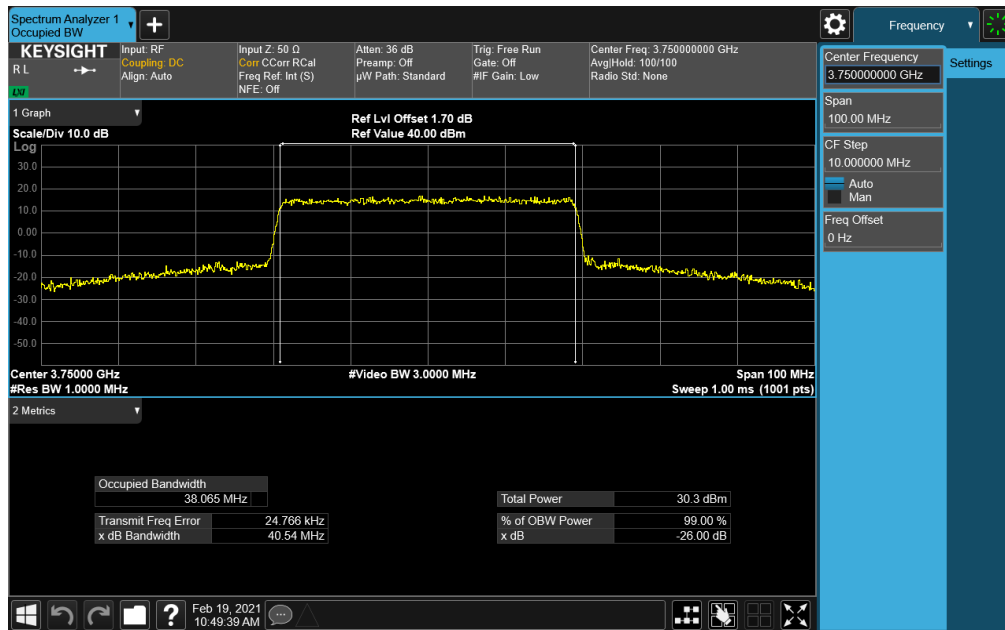 Spectrum Analyzer 1
Occupied BW
Frequency
KEYSIGHT
R L
LXI
Input: RF
Coupling: DC
Align: Auto
Input Z: 50 Ω
Corr CCorr RCal
Freq Ref: Int (S)
NFE: Off
Atten: 36 dB
Preamp: Off
µW Path: Standard
Trig: Free Run
Gate: Off
#IF Gain: Low
Center Freq: 3.750000000 GHz
Avg|Hold: 100/100
Radio Std: None
Center Frequency
3.750000000 GHz
Settings
Span
100.00 MHz
CF Step
10.000000 MHz
Auto
Man
Freq Offset
0 Hz
1 Graph
Scale/Div 10.0 dB
Ref Lvl Offset 1.70 dB
Ref Value 40.00 dBm
Log
30.0
20.0
10.0
0.00
-10.0
-20.0
-30.0
-40.0
-50.0
Center 3.75000 GHz
#Video BW 3.0000 MHz
Span 100 MHz
#Res BW 1.0000 MHz
Sweep 1.00 ms (1001 pts)
2 Metrics
Occupied Bandwidth
38.065 MHz
Total Power 30.3 dBm
Transmit Freq Error 24.766 kHz
% of OBW Power 99.00 %
x dB Bandwidth 40.54 MHz
x dB -26.00 dB
Feb 19, 2021
10:49:39 AM